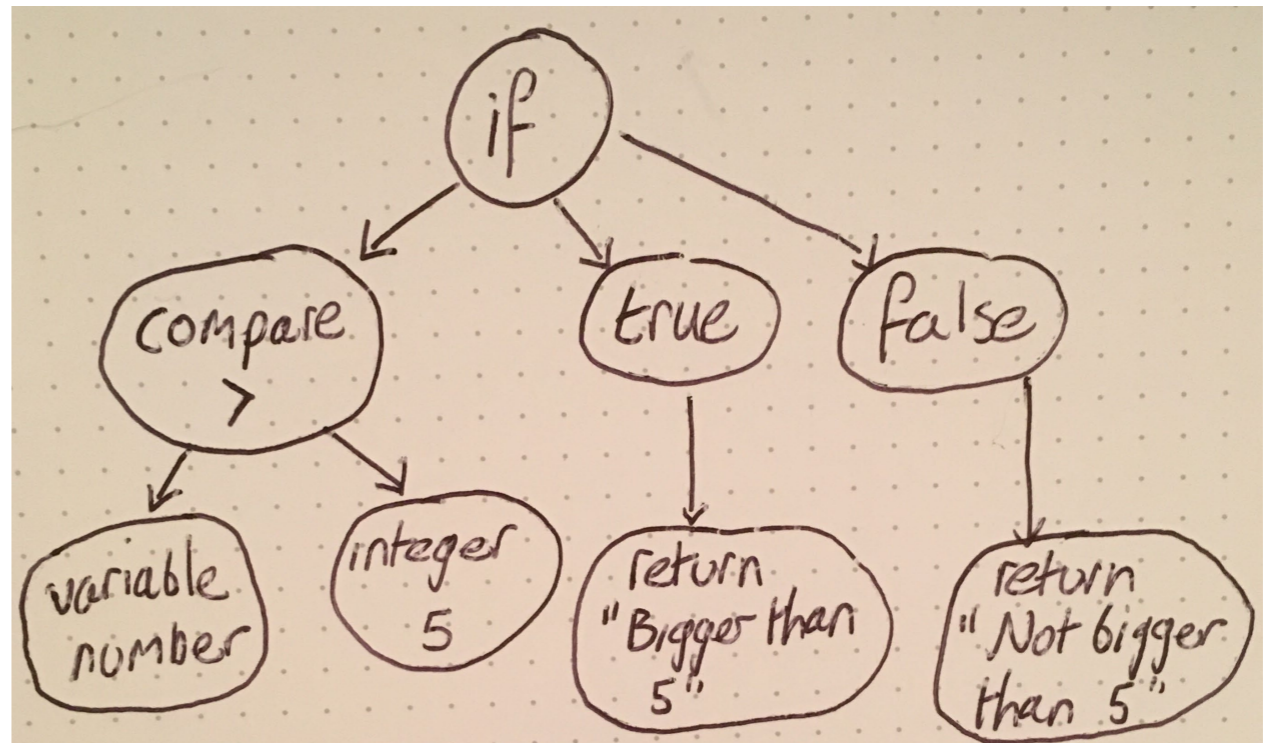 if
compare
>
true
false
variable
number
integer
5
return
"Bigger than
5"
return
"Not bigger
than 5"